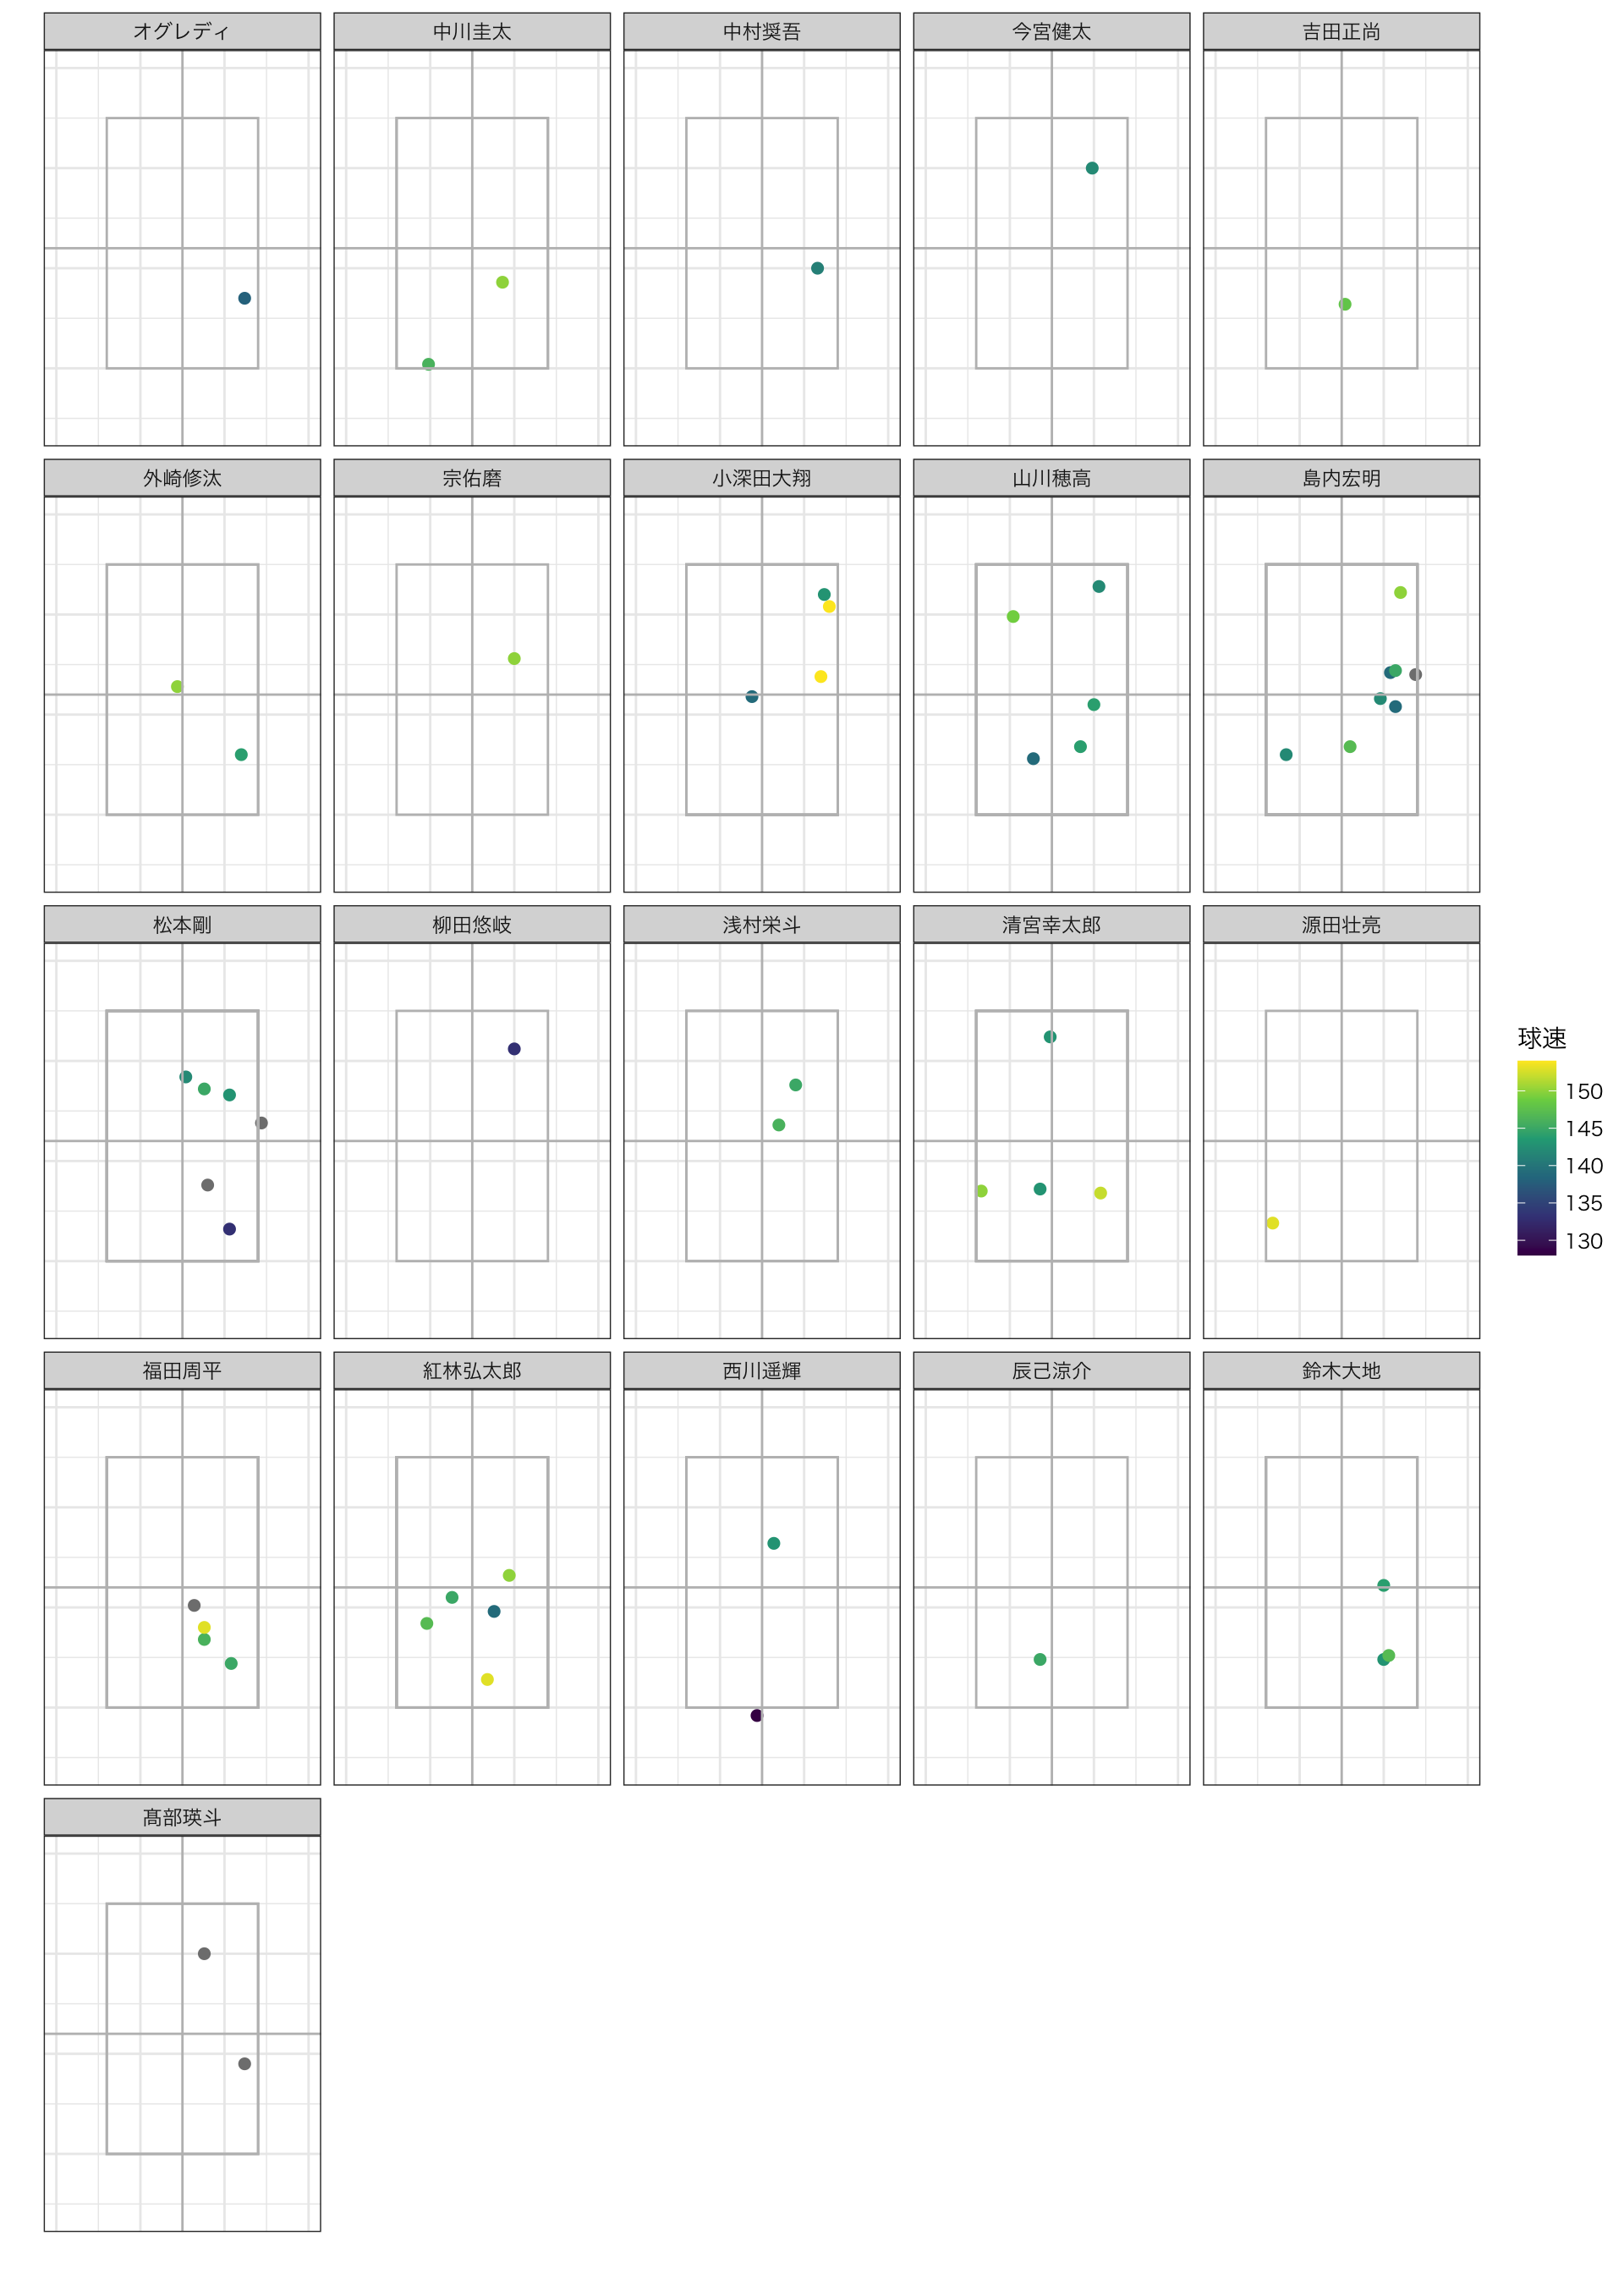 オグレディ
中川圭太
中村奨吾
今宮健太
吉田正尚
外崎修汰
宗佑磨
小深田大翔
山川穂高
島内宏明
松本剛
柳田悠岐
浅村栄斗
清宮幸太郎
源田壮亮
球速
150
145
140
135
130
福田周平
紅林弘太郎
西川遥輝
辰己涼介
鈴木大地
髙部瑛斗